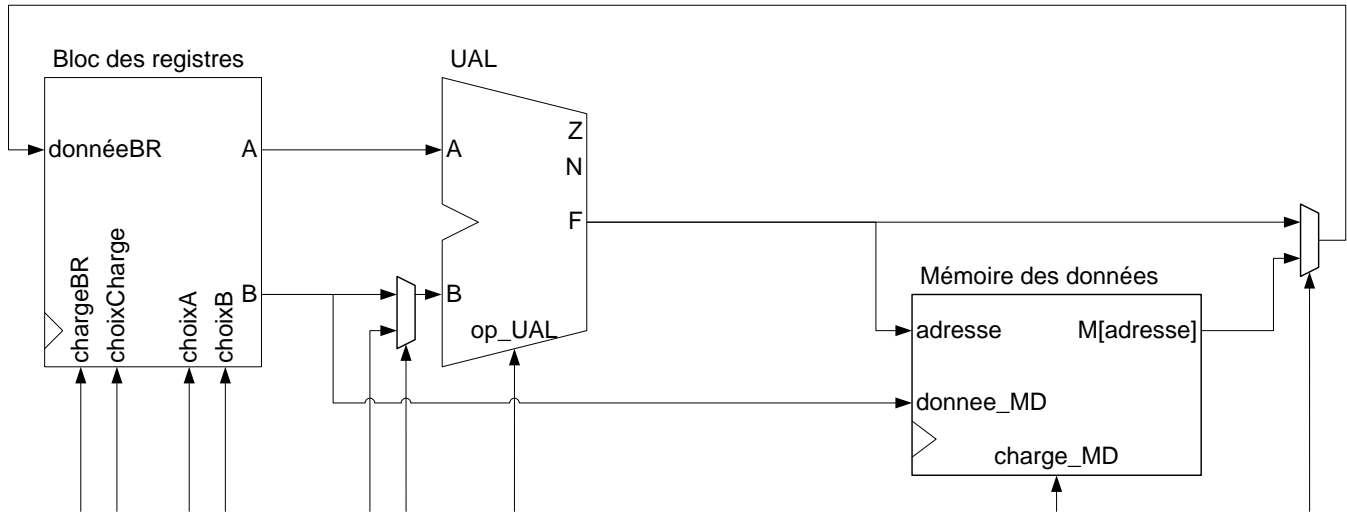 Bloc des registres
donnéeBR
A
B
chargeBR
choixCharge
choixA
choixB
UAL
A
B
Z
N
F
op_UAL
Mémoire des données
adresse
M[adresse]
donnee_MD
charge_MD